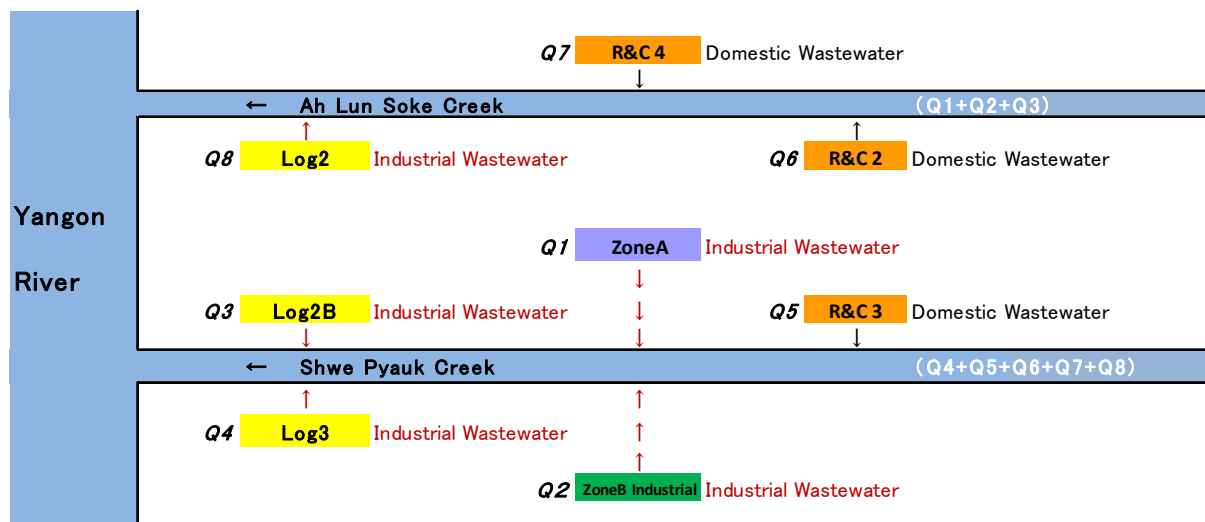 Q7 R&C 4 Domestic Wastewater
↓
← Ah Lun Soke Creek (Q1+Q2+Q3)
↑ ↑
Q8 Log2 Industrial Wastewater Q6 R&C 2 Domestic Wastewater
Yangon
River
Q1 ZoneA Industrial Wastewater
↓
↓
↓
Q3 Log2B Industrial Wastewater Q5 R&C 3 Domestic Wastewater
↓ ↓
← Shwe Pyauk Creek (Q4+Q5+Q6+Q7+Q8)
↑ ↑
Q4 Log3 Industrial Wastewater
↑
↑
Q2 ZoneB Industrial Industrial Wastewater